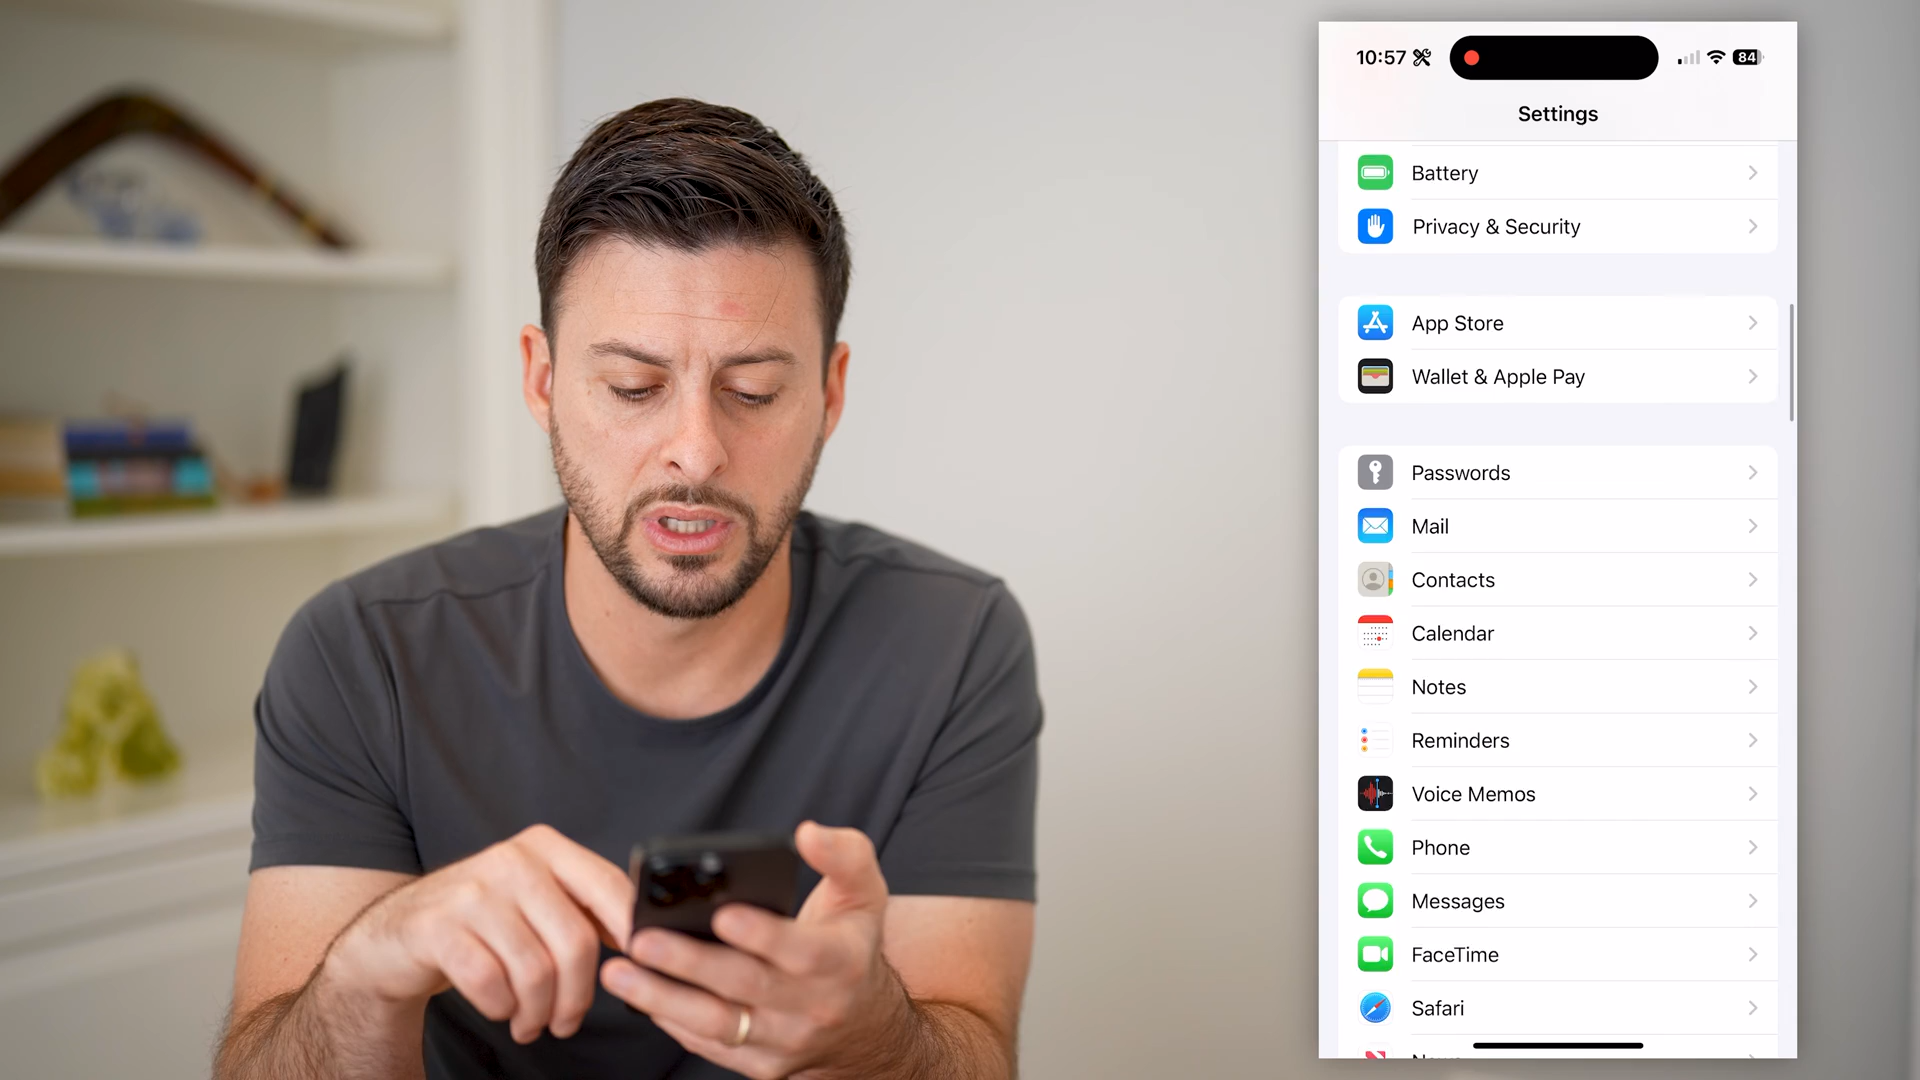 10:57
84
Settings
Battery
Privacy & Security
App Store
Wallet & Apple Pay
Passwords
Mail
Contacts
Calendar
Notes
Reminders
Voice Memos
Phone
Messages
FaceTime
Safari